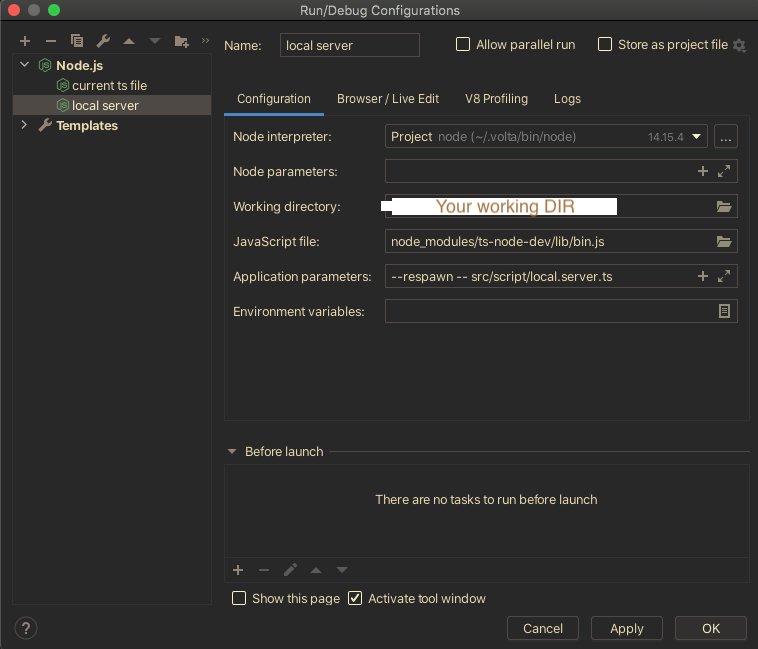 Run/Debug Configurations
Name: local server
Allow parallel run
Store as project file
Node.js
current ts file
local server
Templates
Configuration Browser / Live Edit V8 Profiling Logs
Node interpreter: Project node (~/.volta/bin/node) 14.15.4 ...
Node parameters:
Working directory: Your working DIR
JavaScript file: node_modules/ts-node-dev/lib/bin.js
Application parameters: --respawn -- src/script/local.server.ts
Environment variables:
Before launch
There are no tasks to run before launch
Show this page Activate tool window
? Cancel Apply OK